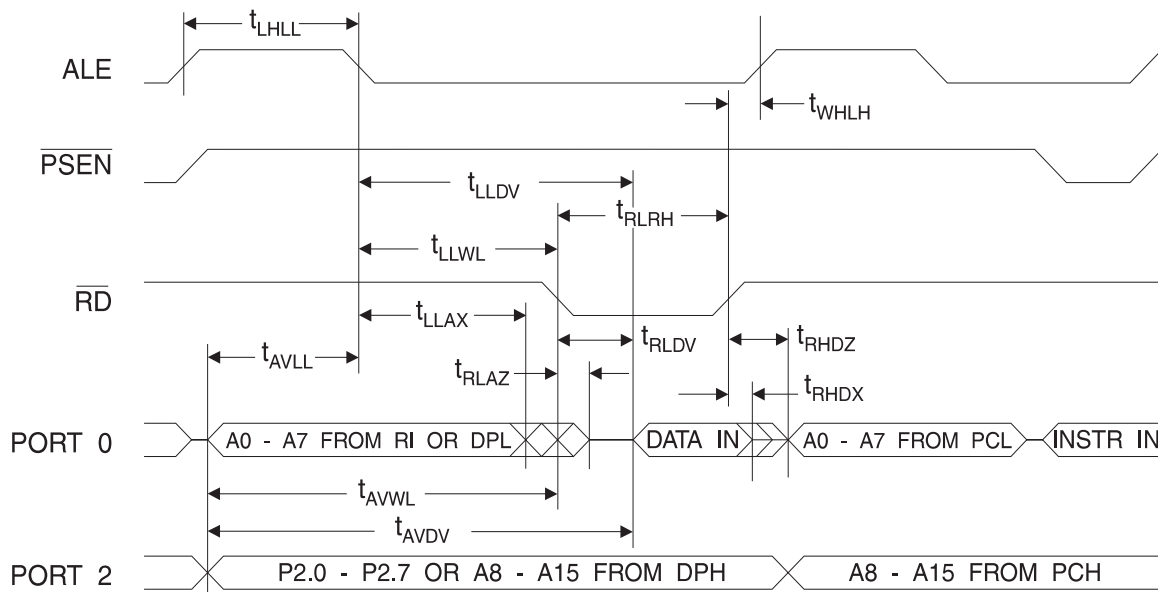 tLHLL
ALE
tWHLH
PSEN
tLLDV
tRLRH
tLLWL
RD
tLLAX
tRLDV
tRHDZ
tAVLL
tRLAZ
tRHDX
PORT 0
A0 - A7 FROM RI OR DPL
DATA IN
A0 - A7 FROM PCL
INSTR IN
tAVWL
tAVDV
PORT 2
P2.0 - P2.7 OR A8 - A15 FROM DPH
A8 - A15 FROM PCH